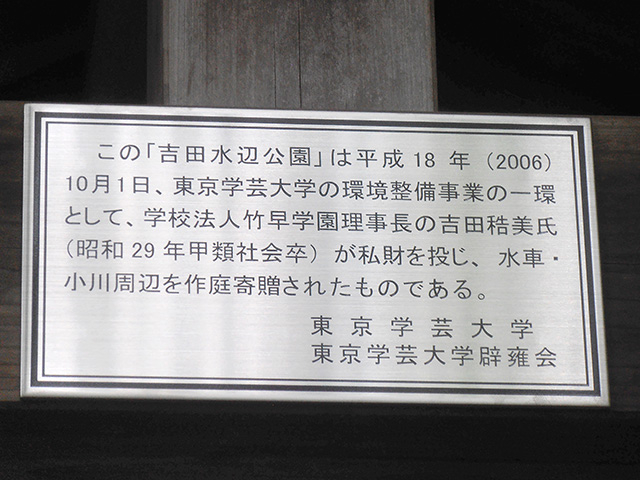 この「吉田水辺公園」は平成18年（2006）
10月1日、東京学芸大学の環境整備事業の一環
として、学校法人竹早学園理事長の吉田穒美氏
（昭和29年甲類社会卒）が私財を投じ、水車・
小川周辺を作庭寄贈されたものである。
東京学芸大学
東京学芸大学辟雍会